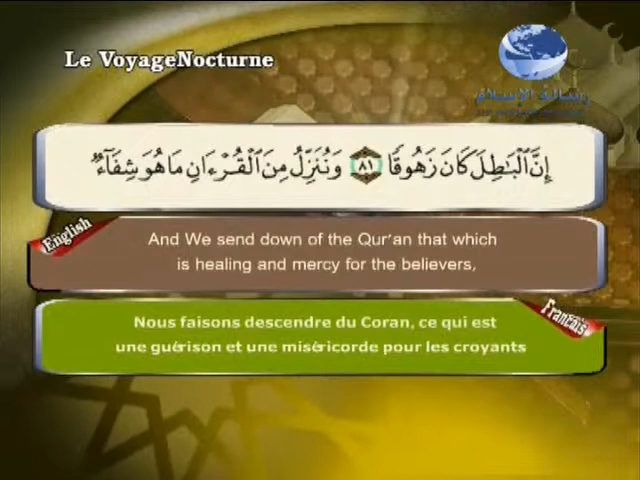 Le VoyageNocturne
رسالة الإسلام
إِنَّ ٱلْبَٰطِلَ كَانَ زَهُوقًا ٨١ وَنُنَزِّلُ مِنَ ٱلْقُرْءَانِ مَا هُوَ شِفَآءٌ
English
And We send down of the Qur'an that which
is healing and mercy for the believers,
Français
Nous faisons descendre du Coran, ce qui est
une guérison et une miséricorde pour les croyants